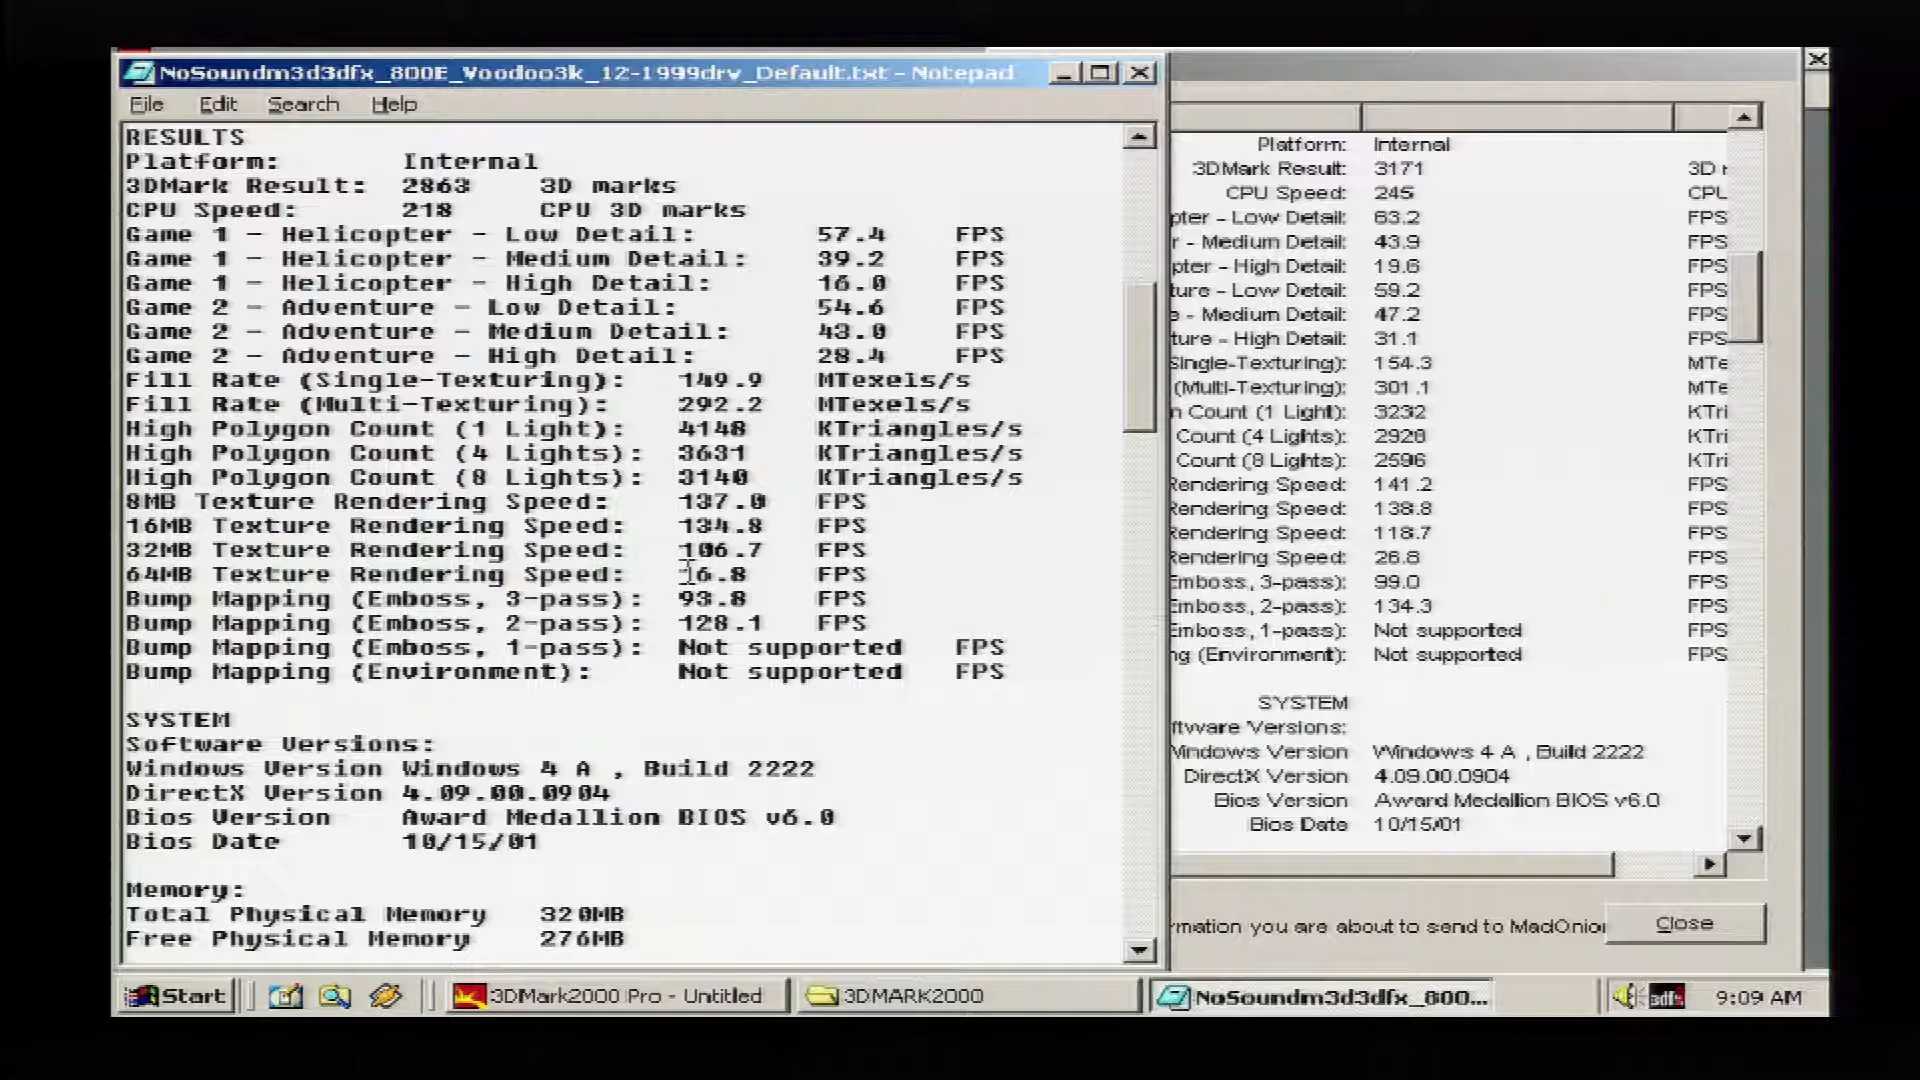 NoSoundm3d3dfx_800E_Voodoo3k_12-1999drv_Default.txt - Notepad
File Edit Search Help
RESULTS
Platform: Internal
3DMark Result: 2863 3D marks
CPU Speed: 218 CPU 3D marks
Game 1 - Helicopter - Low Detail: 57.4 FPS
Game 1 - Helicopter - Medium Detail: 39.2 FPS
Game 1 - Helicopter - High Detail: 16.0 FPS
Game 2 - Adventure - Low Detail: 54.6 FPS
Game 2 - Adventure - Medium Detail: 43.0 FPS
Game 2 - Adventure - High Detail: 28.4 FPS
Fill Rate (Single-Texturing): 149.9 MTexels/s
Fill Rate (Multi-Texturing): 292.2 MTexels/s
High Polygon Count (1 Light): 4148 KTriangles/s
High Polygon Count (4 Lights): 3631 KTriangles/s
High Polygon Count (8 Lights): 3140 KTriangles/s
8MB Texture Rendering Speed: 137.0 FPS
16MB Texture Rendering Speed: 134.8 FPS
32MB Texture Rendering Speed: 106.7 FPS
64MB Texture Rendering Speed: 16.8 FPS
Bump Mapping (Emboss, 3-pass): 93.8 FPS
Bump Mapping (Emboss, 2-pass): 128.1 FPS
Bump Mapping (Emboss, 1-pass): Not supported FPS
Bump Mapping (Environment): Not supported FPS
SYSTEM
Software Versions:
Windows Version Windows 4 A , Build 2222
DirectX Version 4.09.00.0904
Bios Version Award Medallion BIOS v6.0
Bios Date 10/15/01
Memory:
Total Physical Memory 320MB
Free Physical Memory 276MB
Platform: Internal
3DMark Result: 3171 3D r
CPU Speed: 245 CPU
pter - Low Detail: 63.2 FPS
r - Medium Detail: 43.9 FPS
pter - High Detail: 19.6 FPS
ture - Low Detail: 59.2 FPS
e - Medium Detail: 47.2 FPS
ture - High Detail: 31.1 FPS
Single-Texturing): 154.3 MTe
(Multi-Texturing): 301.1 MTe
n Count (1 Light): 3232 KTri
Count (4 Lights): 2928 KTri
Count (8 Lights): 2596 KTri
Rendering Speed: 141.2 FPS
Rendering Speed: 138.8 FPS
Rendering Speed: 118.7 FPS
Rendering Speed: 26.8 FPS
Emboss, 3-pass): 99.0 FPS
Emboss, 2-pass): 134.3 FPS
Emboss, 1-pass): Not supported FPS
ng (Environment): Not supported FPS
SYSTEM
ftware Versions:
Windows Version Windows 4 A , Build 2222
DirectX Version 4.09.00.0904
Bios Version Award Medallion BIOS v6.0
Bios Date 10/15/01
rmation you are about to send to MadOnion Close
Start 3DMark2000 Pro - Untitled 3DMARK2000 NoSoundm3d3dfx_800... 3dfx 9:09 AM